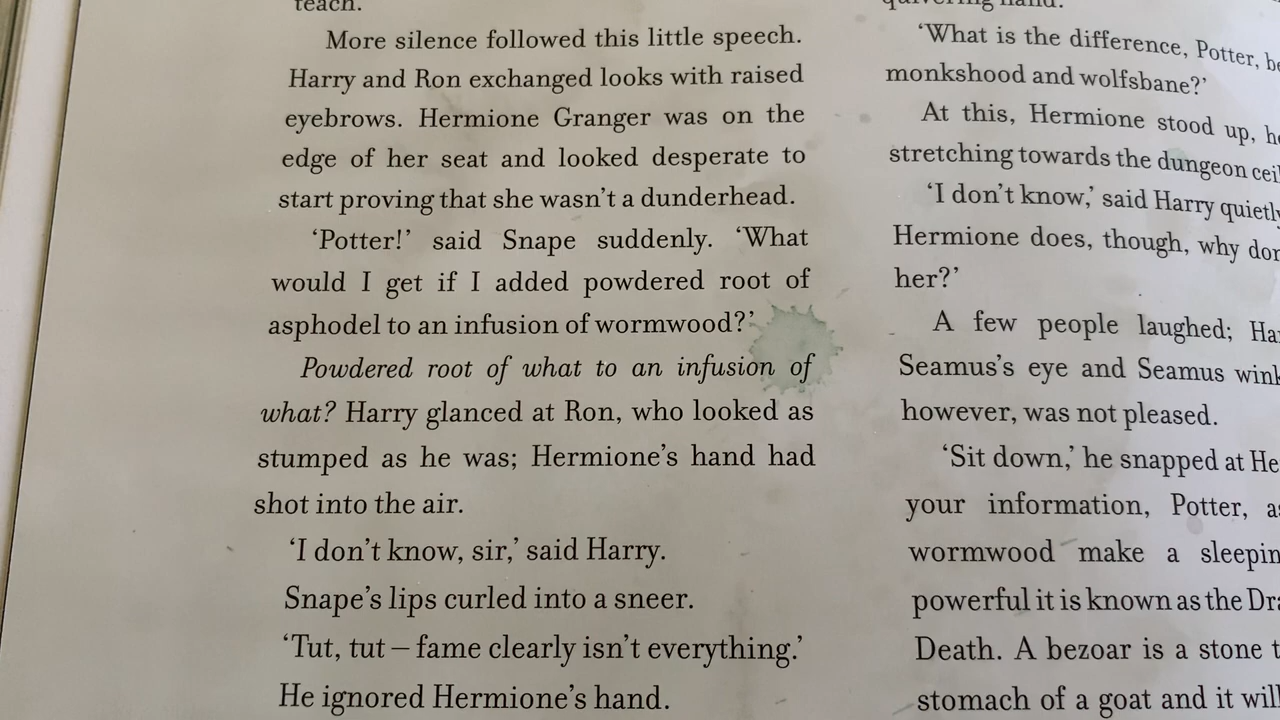 teach.
More silence followed this little speech.
Harry and Ron exchanged looks with raised
eyebrows. Hermione Granger was on the
edge of her seat and looked desperate to
start proving that she wasn't a dunderhead.
‘Potter!’ said Snape suddenly. ‘What
would I get if I added powdered root of
asphodel to an infusion of wormwood?’
Powdered root of what to an infusion of
what? Harry glanced at Ron, who looked as
stumped as he was; Hermione's hand had
shot into the air.
‘I don't know, sir,’ said Harry.
Snape's lips curled into a sneer.
‘Tut, tut – fame clearly isn't everything.’
He ignored Hermione's hand.
quivering hand.
‘What is the difference, Potter,
monkshood and wolfsbane?’
At this, Hermione stood up,
stretching towards the dungeon
‘I don't know,’ said Harry quietly
Hermione does, though, why
her?’
A few people laughed;
Seamus's eye and Seamus
however, was not pleased.
‘Sit down,’ he snapped at
your information, Potter,
wormwood make a
powerful it is known as the
Death. A bezoar is a stone
stomach of a goat and it will